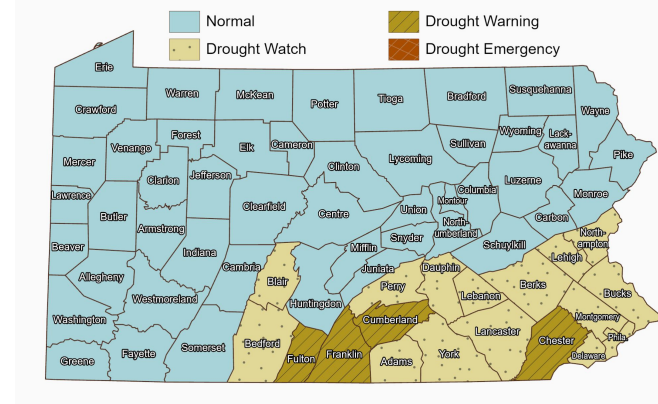 Normal
Drought Warning
Drought Watch
Drought Emergency
Erie
Crawford
Warren
McKean
Potter
Tioga
Bradford
Susquehanna
Wayne
Mercer
Venango
Forest
Elk
Cameron
Sullivan
Wyoming
Lack-
awanna
Pike
Lawrence
Clarion
Jefferson
Clinton
Lycoming
Columbia
Luzerne
Monroe
Butler
Armstrong
Clearfield
Centre
Union
Montour
North-
umberland
Carbon
Beaver
Indiana
Cambria
Mifflin
Snyder
Schuylkill
North-
ampton
Allegheny
Westmoreland
Blair
Huntingdon
Juniata
Perry
Dauphin
Lebanon
Berks
Lehigh
Bucks
Washington
Cumberland
Lancaster
Montgomery
Greene
Fayette
Somerset
Bedford
Fulton
Franklin
Adams
York
Chester
Delaware
Phila.